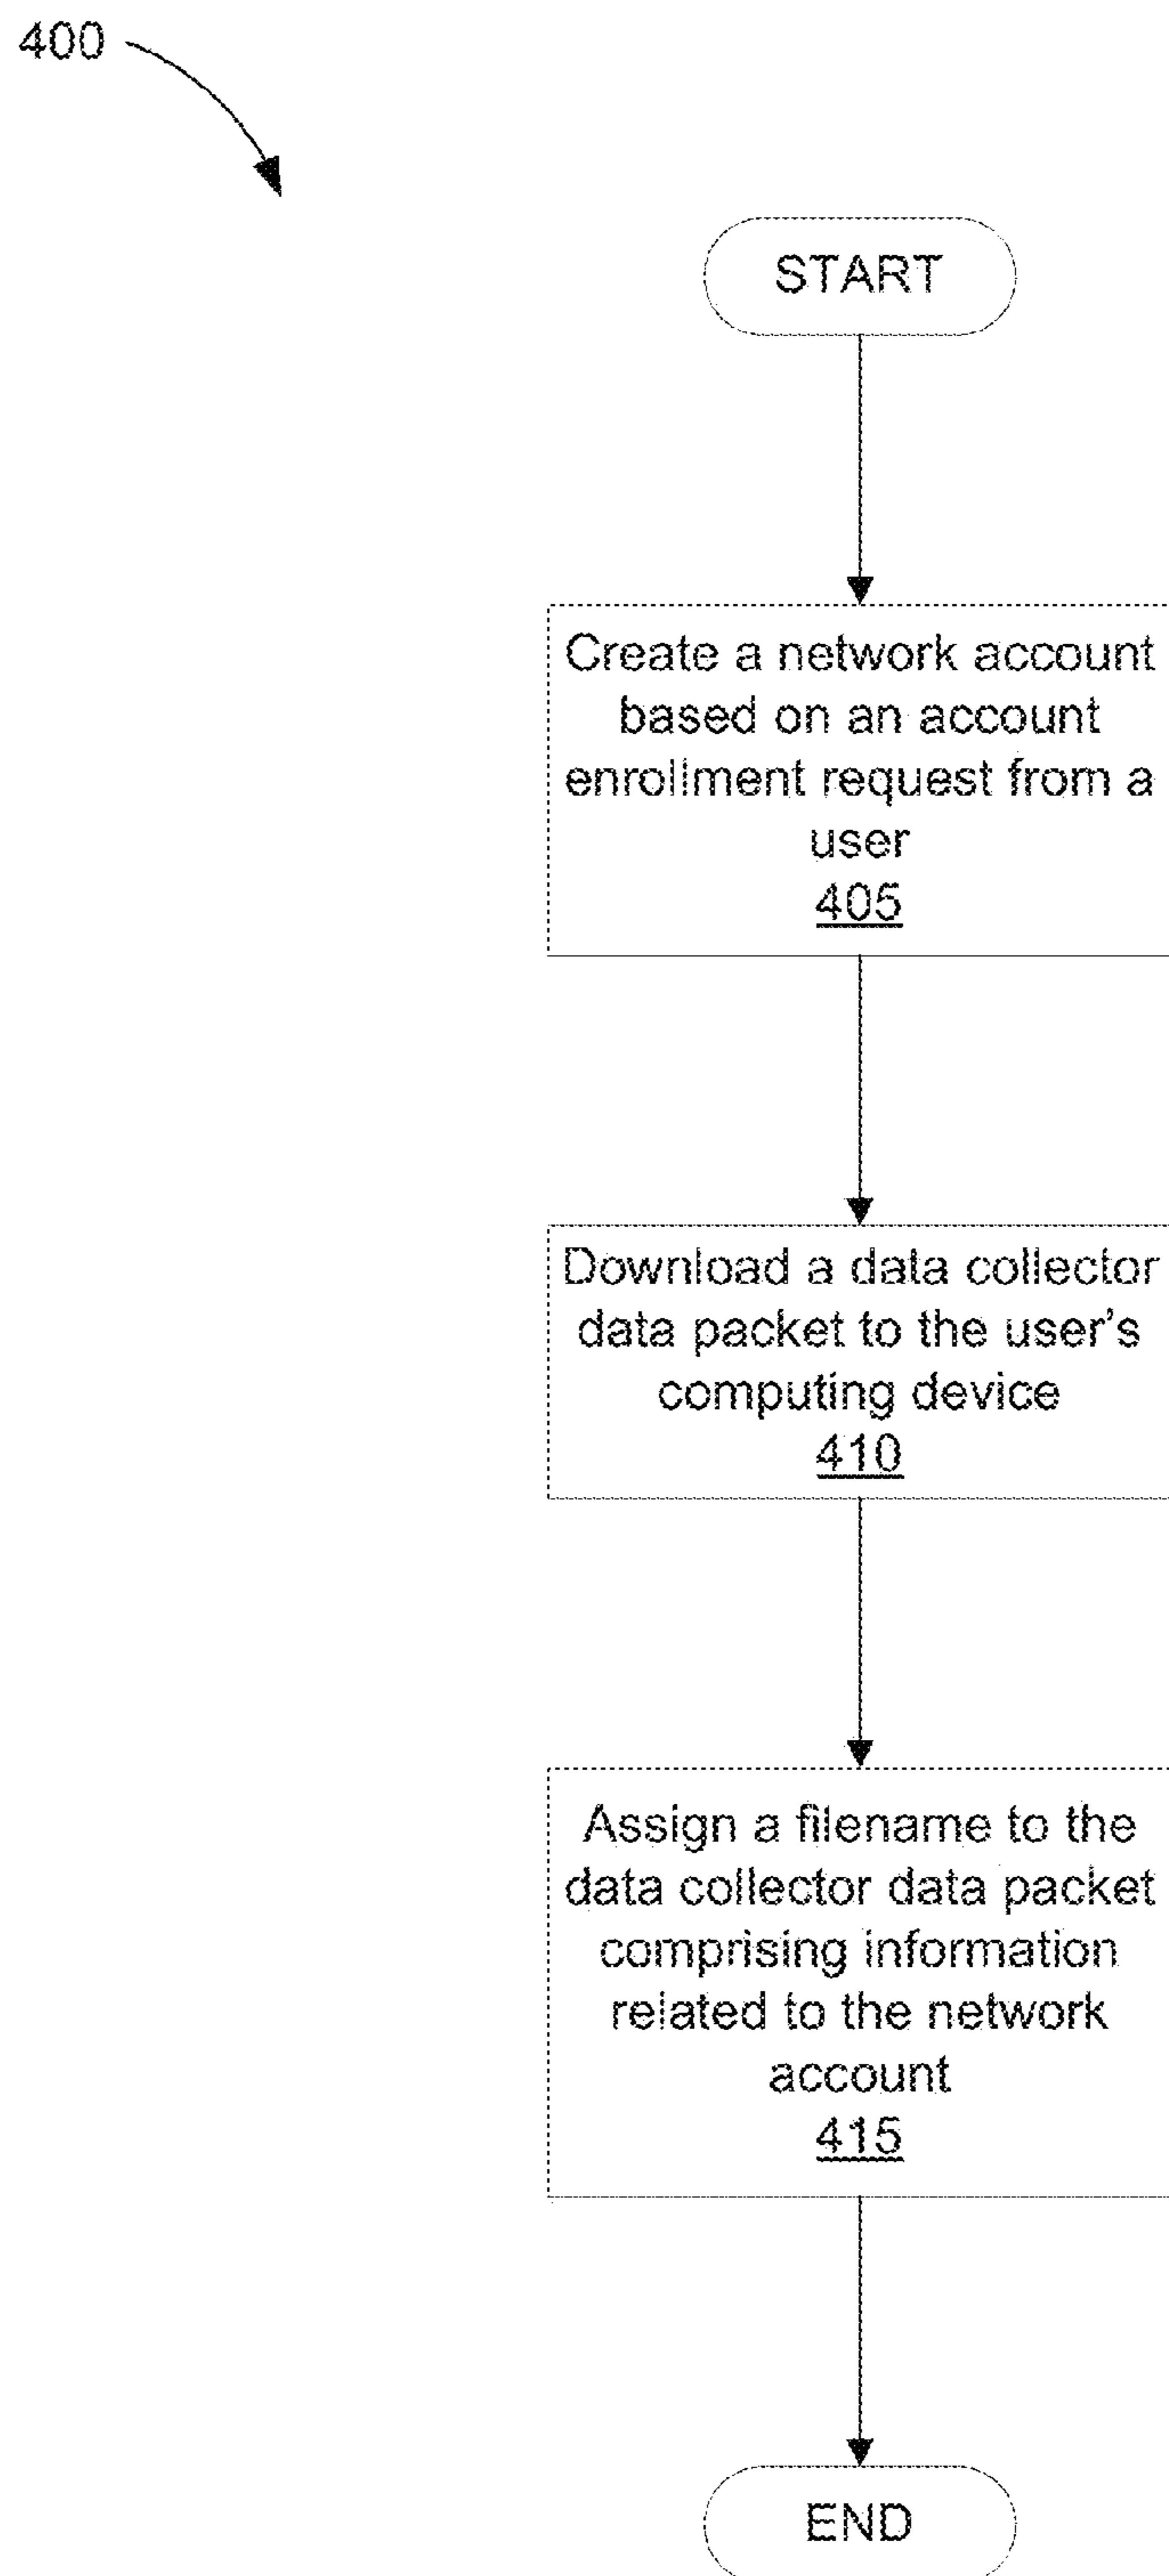 400
START
Create a network account
based on an account
enrollment request from a
user
405
Download a data collector
data packet to the user's
computing device
410
Assign a filename to the
data collector data packet
comprising information
related to the network
account
415
END